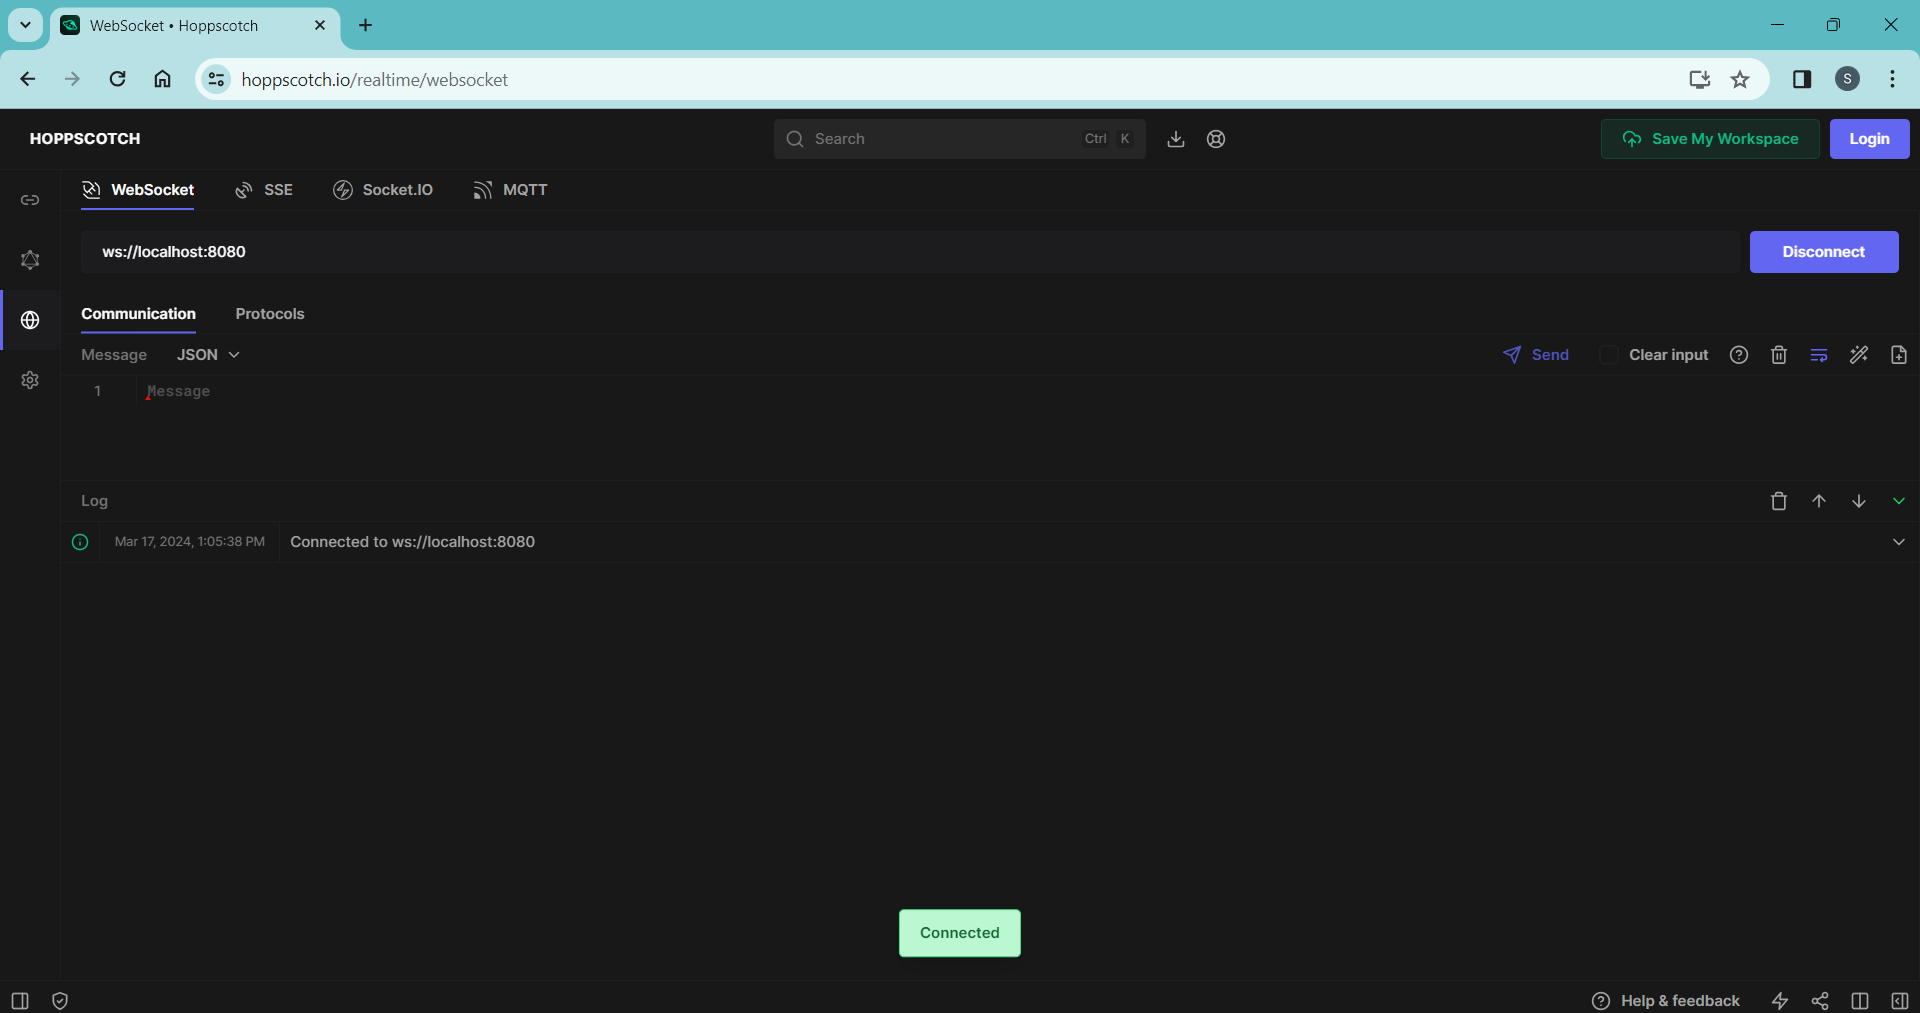 WebSocket • Hoppscotch
hoppscotch.io/realtime/websocket
S
HOPPSCOTCH
Search
Ctrl K
Save My Workspace
Login
WebSocket
SSE
Socket.IO
MQTT
ws://localhost:8080
Disconnect
Communication
Protocols
Message
JSON
Send
Clear input
1
Message
Log
Mar 17, 2024, 1:05:38 PM
Connected to ws://localhost:8080
Connected
Help & feedback